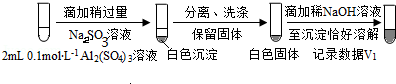 滴加稍过量 分离、洗涤 滴加稀NaOH溶液
Na₂SO₃溶液 保留固体 至沉淀恰好溶解
2mL 0.1mol·L⁻¹ Al₂(SO₄)₃溶液 白色沉淀 白色固体 记录数据V₁